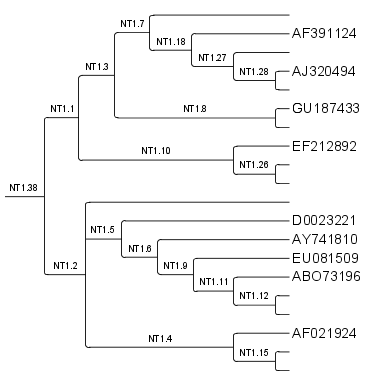 NT1.7
AF391124
NT1.18
NT1.27
NT1.3
AJ320494
NT1.28
NT1.1
GU187433
NT1.8
EF212892
NT1.10
NT1.26
NT1.38
D0023221
NT1.5
AY741810
NT1.6
EU081509
NT1.2
NT1.9
ABO73196
NT1.11
NT1.12
AF021924
NT1.4
NT1.15